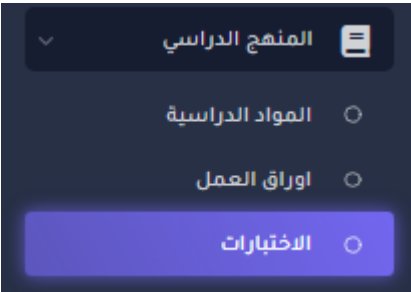 المنهج الدراسي
المواد الدراسية
اوراق العمل
الاختبارات